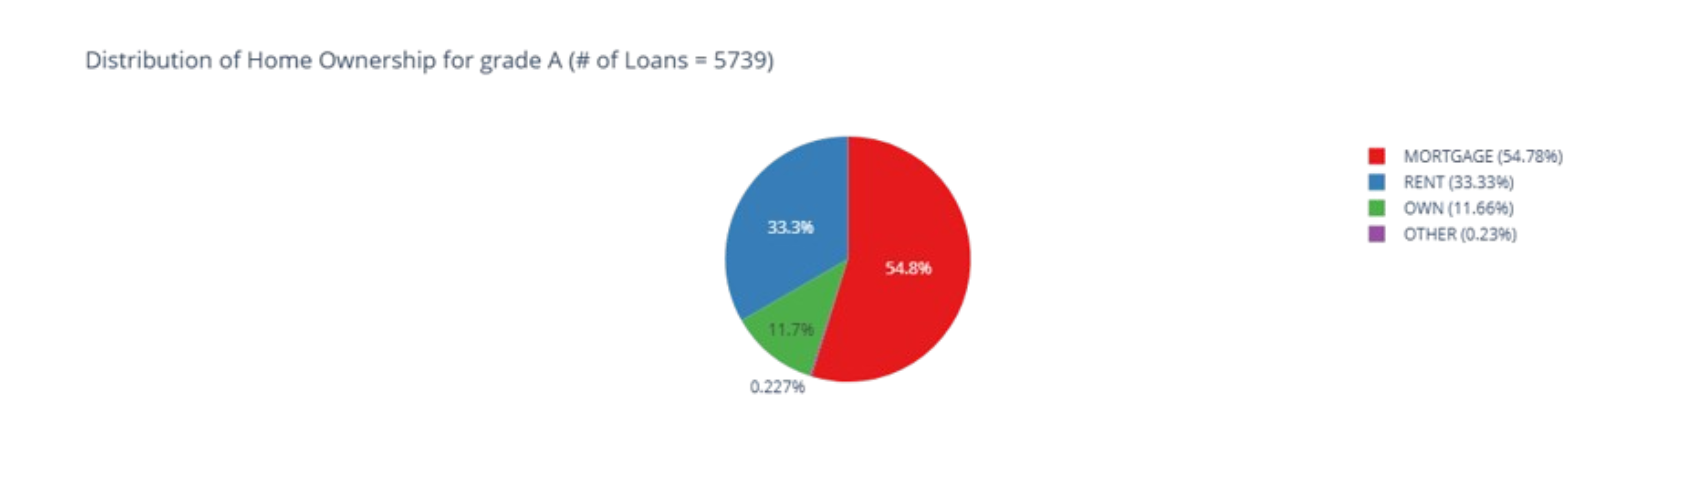 Distribution of Home Ownership for grade A (# of Loans = 5739)
MORTGAGE (54.78%)
RENT (33.33%)
OWN (11.66%)
OTHER (0.23%)
33.3%
54.8%
11.7%
0.227%